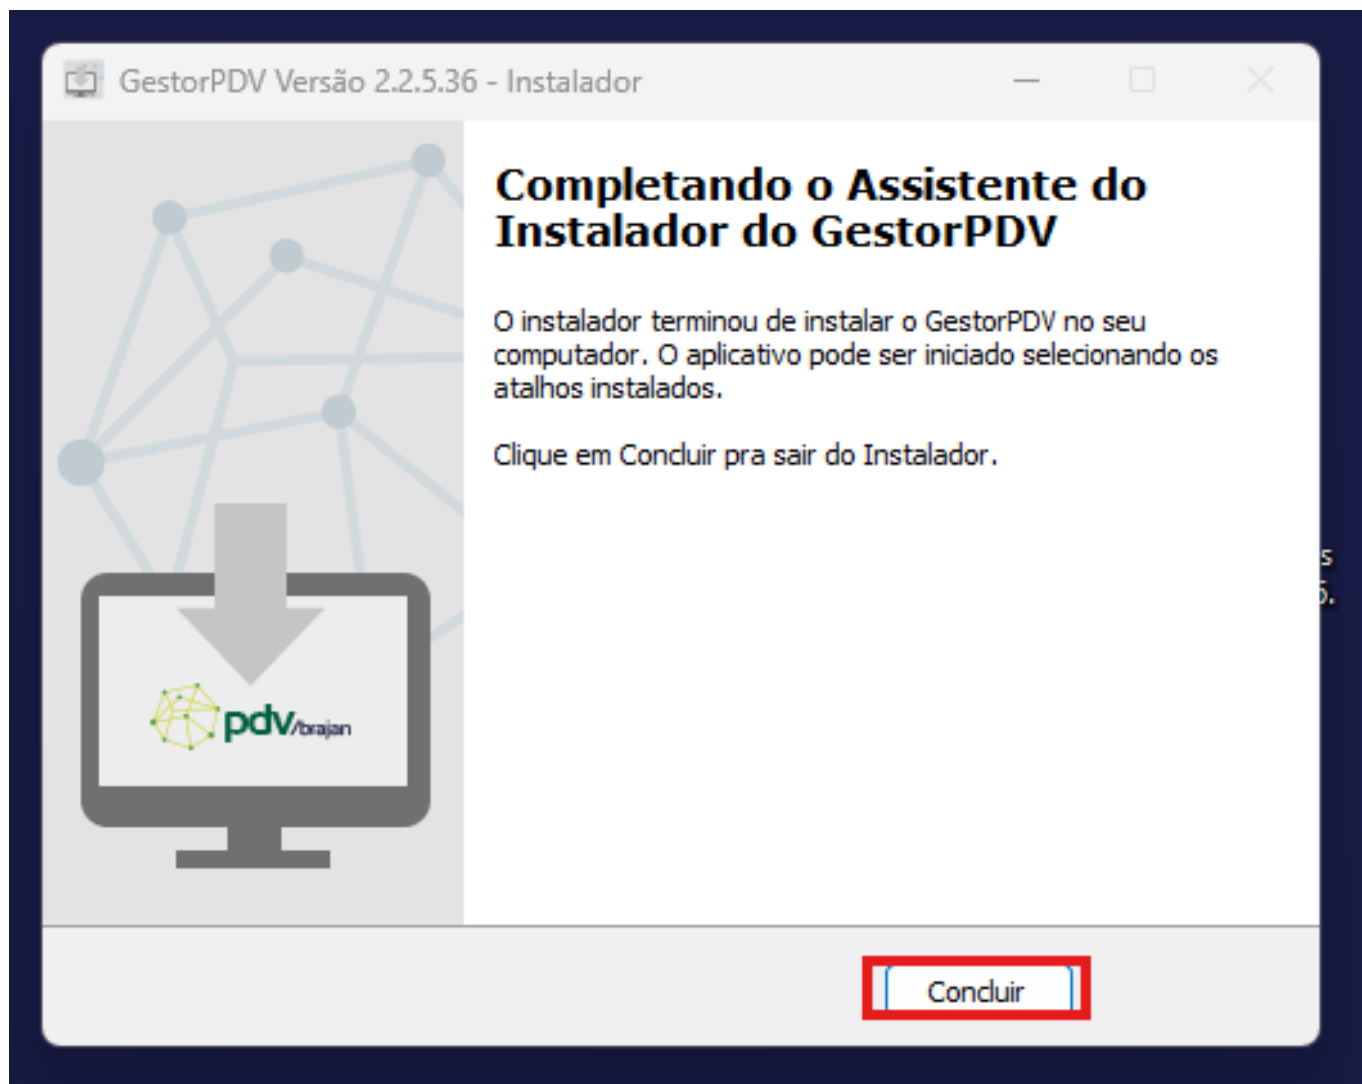 GestorPDV Versão 2.2.5.36 - Instalador
Completando o Assistente do
Instalador do GestorPDV
O instalador terminou de instalar o GestorPDV no seu
computador. O aplicativo pode ser iniciado selecionando os
atalhos instalados.
Clique em Concluir pra sair do Instalador.
s
5.
pdv/brajan
Concluir